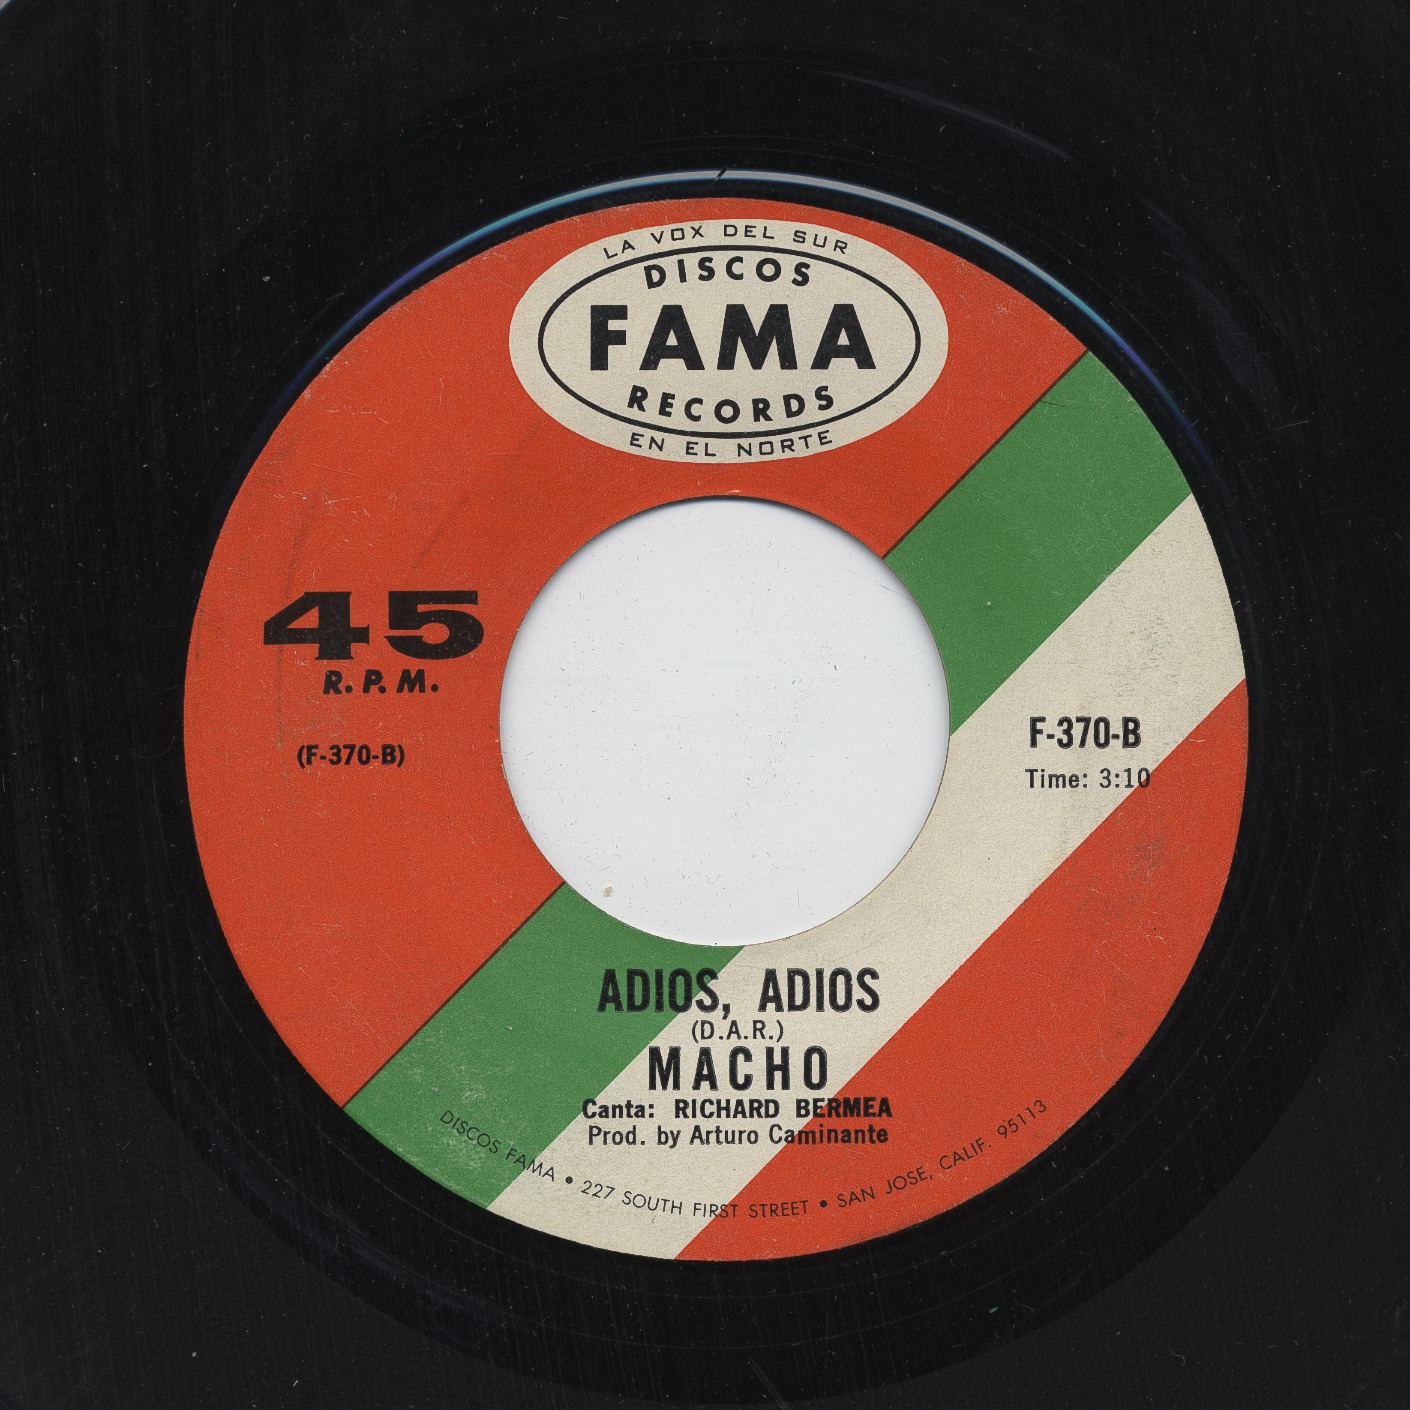 LA VOX DEL SUR
DISCOS
FAMA
RECORDS
EN EL NORTE
45
R.P.M.
(F-370-B)
F-370-B
Time: 3:10
ADIOS, ADIOS
(D.A.R.)
MACHO
Canta: RICHARD BERMEA
Prod. by Arturo Caminante
DISCOS FAMA • 227 SOUTH FIRST STREET • SAN JOSE, CALIF. 95113